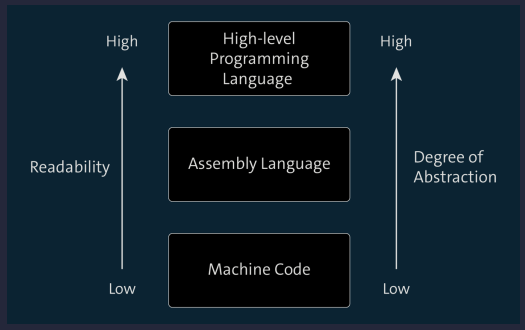 High
High-level
Programming
Language
High
Readability
Assembly Language
Degree of
Abstraction
Machine Code
Low
Low